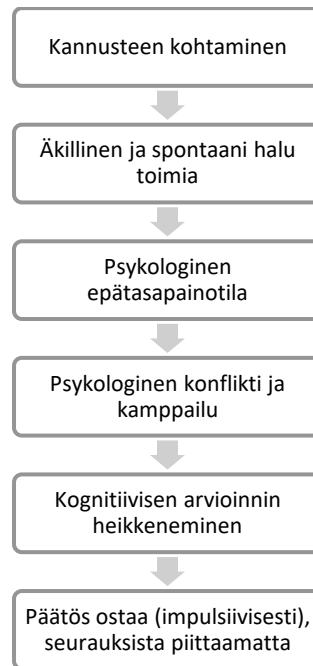 Kannusteen kohtaminen
Äkillinen ja spontaani halu
toimia
Psykologinen
epätasapainotila
Psykologinen konflikti ja
kamppailu
Kognitiivisen arvioinnin
heikkeneminen
Päätös ostaa (impulsiivisesti),
seurauksista piittaamatta